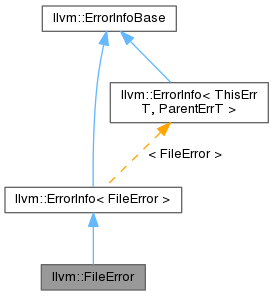 llvm::ErrorInfoBase
llvm::ErrorInfo< ThisErr
T, ParentErrT >
< FileError >
llvm::ErrorInfo< FileError >
llvm::FileError